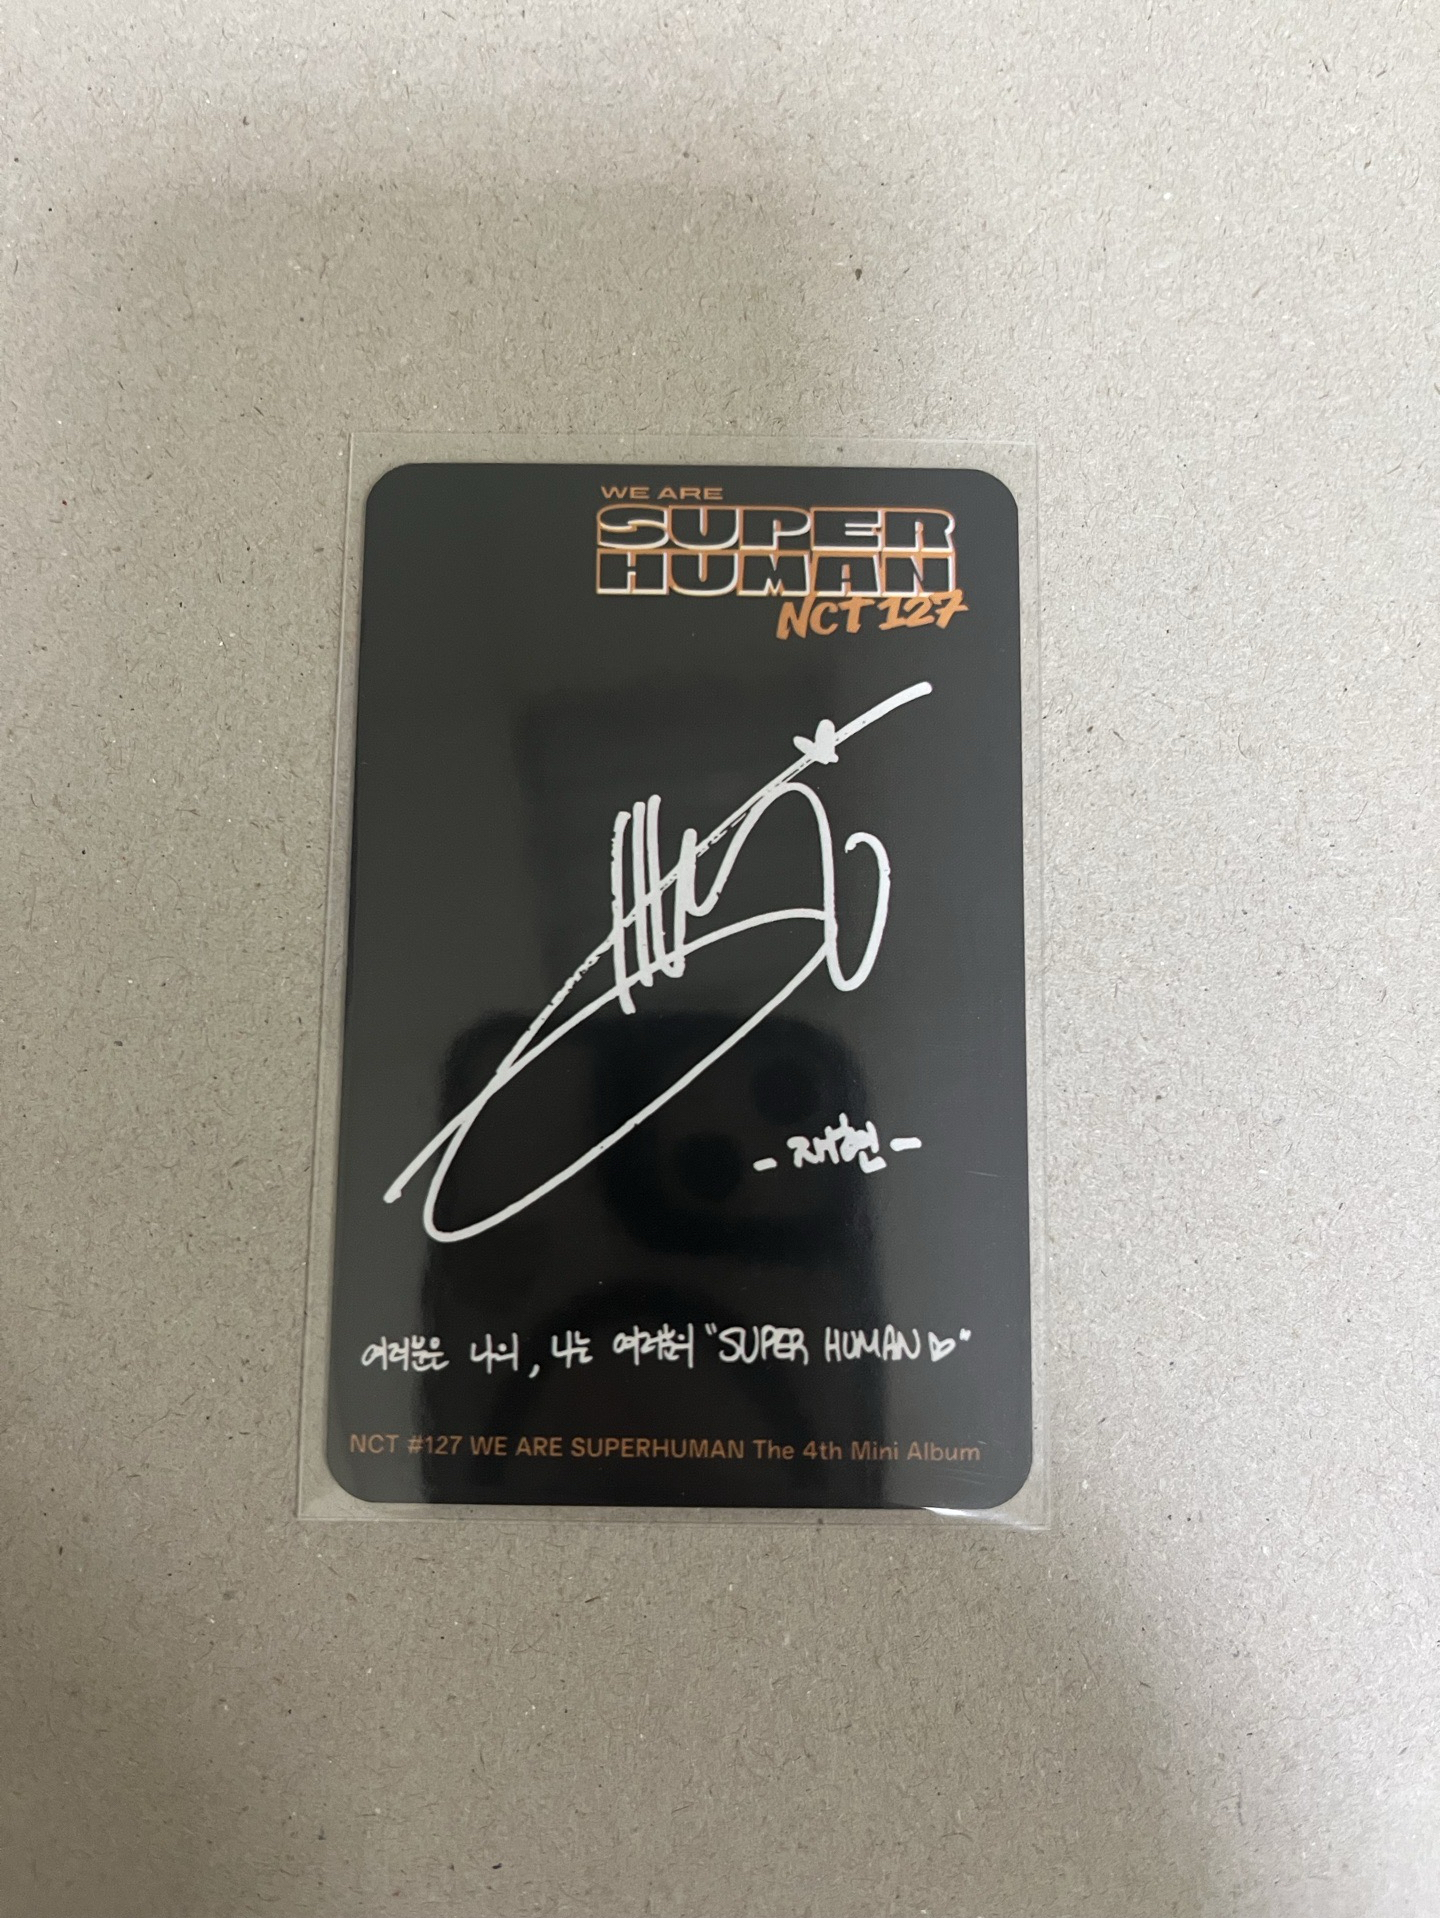 WE ARE
SUPER
HUMAN
NCT 127
- 재현 -
여러분은 나의, 나는 여러분의 "SUPER HUMAN♡"
NCT #127 WE ARE SUPERHUMAN The 4th Mini Album